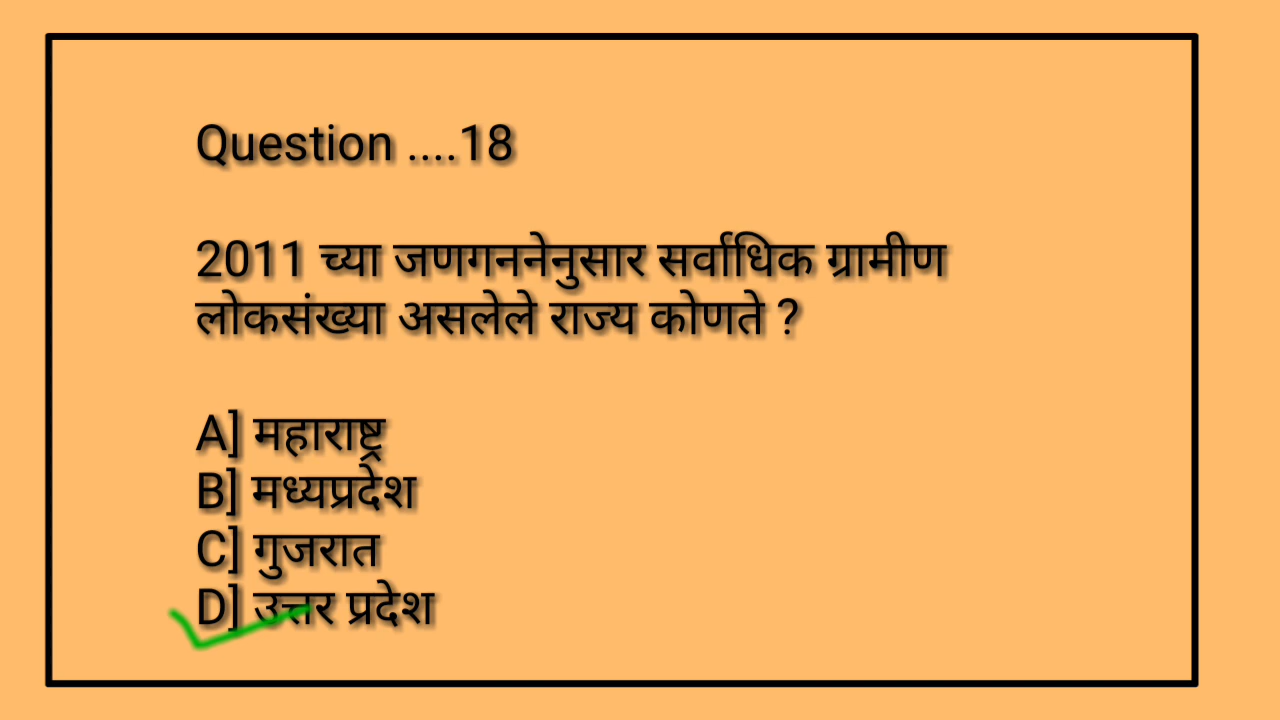 Question ....18
2011 च्या जणगननेनुसार सर्वाधिक ग्रामीण
लोकसंख्या असलेले राज्य कोणते ?
A] महाराष्ट्र
B] मध्यप्रदेश
C] गुजरात
D] उत्तर प्रदेश